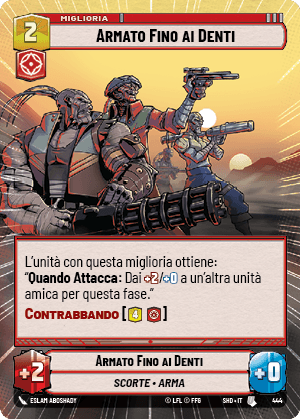 MIGLIORIA
2
ARMATO FINO AI DENTI
L'unità con questa miglioria ottiene:
"Quando Attacca: Dai +2/+0 a un'altra unità
amica per questa fase."
CONTRABBANDO [4]
ARMATO FINO AI DENTI
+2
SCORTE • ARMA
+0
ESLAM ABOSHADY
© LFL © FFG
SHD • IT
444